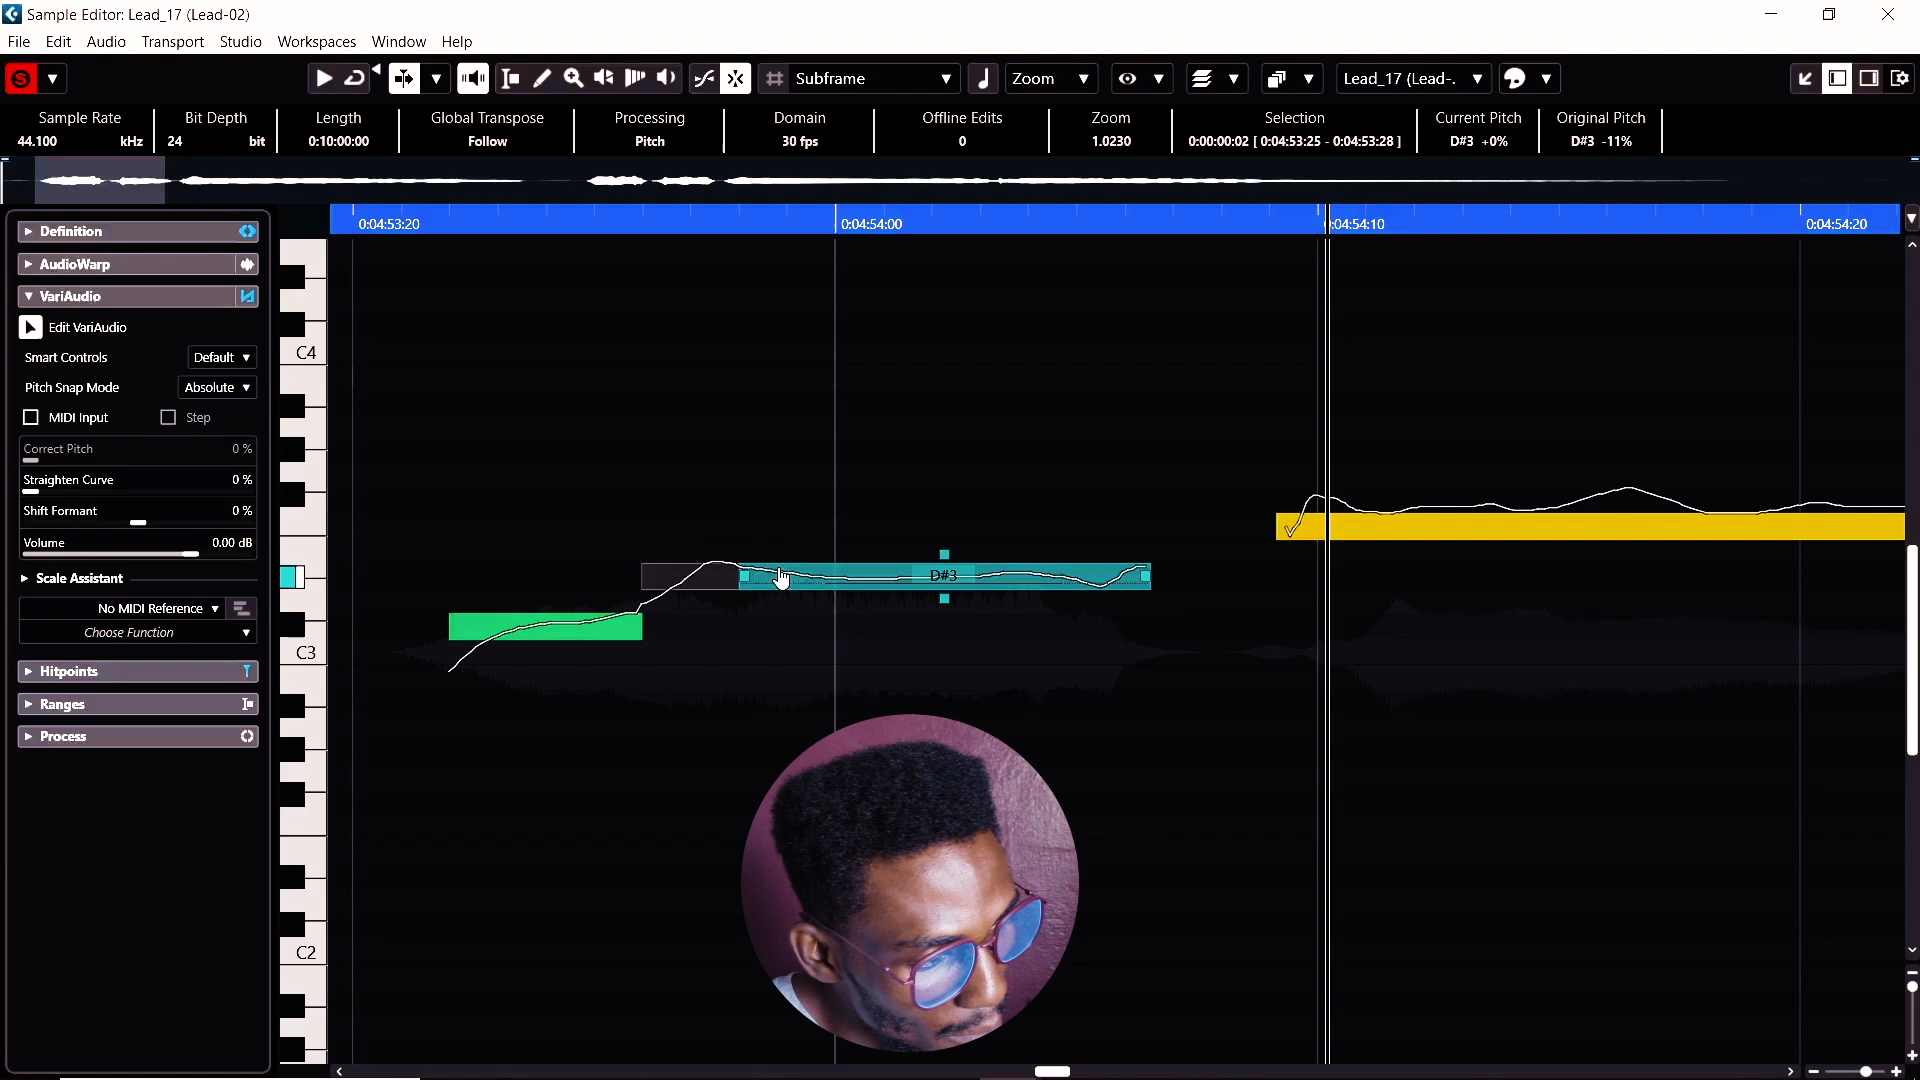 Sample Editor: Lead_17 (Lead-02)
File Edit Audio Transport Studio Workspaces Window Help
S Subframe Zoom Lead_17 (Lead-.
Sample Rate Bit Depth Length Global Transpose Processing Domain Offline Edits Zoom Selection Current Pitch Original Pitch
44.100 kHz 24 bit 0:10:00:00 Follow Pitch 30 fps 0 1.0230 0:00:00:02 [ 0:04:53:25 - 0:04:53:28 ] D#3 +0% D#3 -11%
0:04:53:20 0:04:54:00 0:04:54:10 0:04:54:20
Definition
AudioWarp
VariAudio
Edit VariAudio
Smart Controls Default
Pitch Snap Mode Absolute
MIDI Input Step
Correct Pitch 0 %
Straighten Curve 0 %
Shift Formant 0 %
Volume 0.00 dB
Scale Assistant
No MIDI Reference
Choose Function
Hitpoints
Ranges
Process
C4
D#3
C3
C2